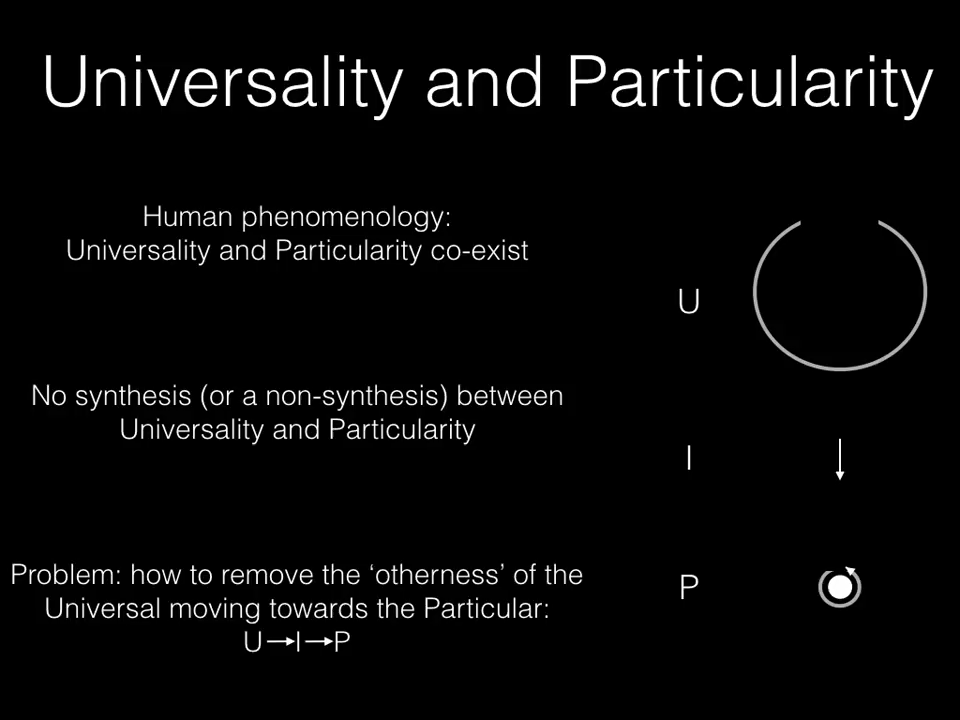 Universality and Particularity
Human phenomenology:
Universality and Particularity co-exist
U
No synthesis (or a non-synthesis) between
Universality and Particularity
I
Problem: how to remove the ‘otherness’ of the
Universal moving towards the Particular:
U→I→P
P